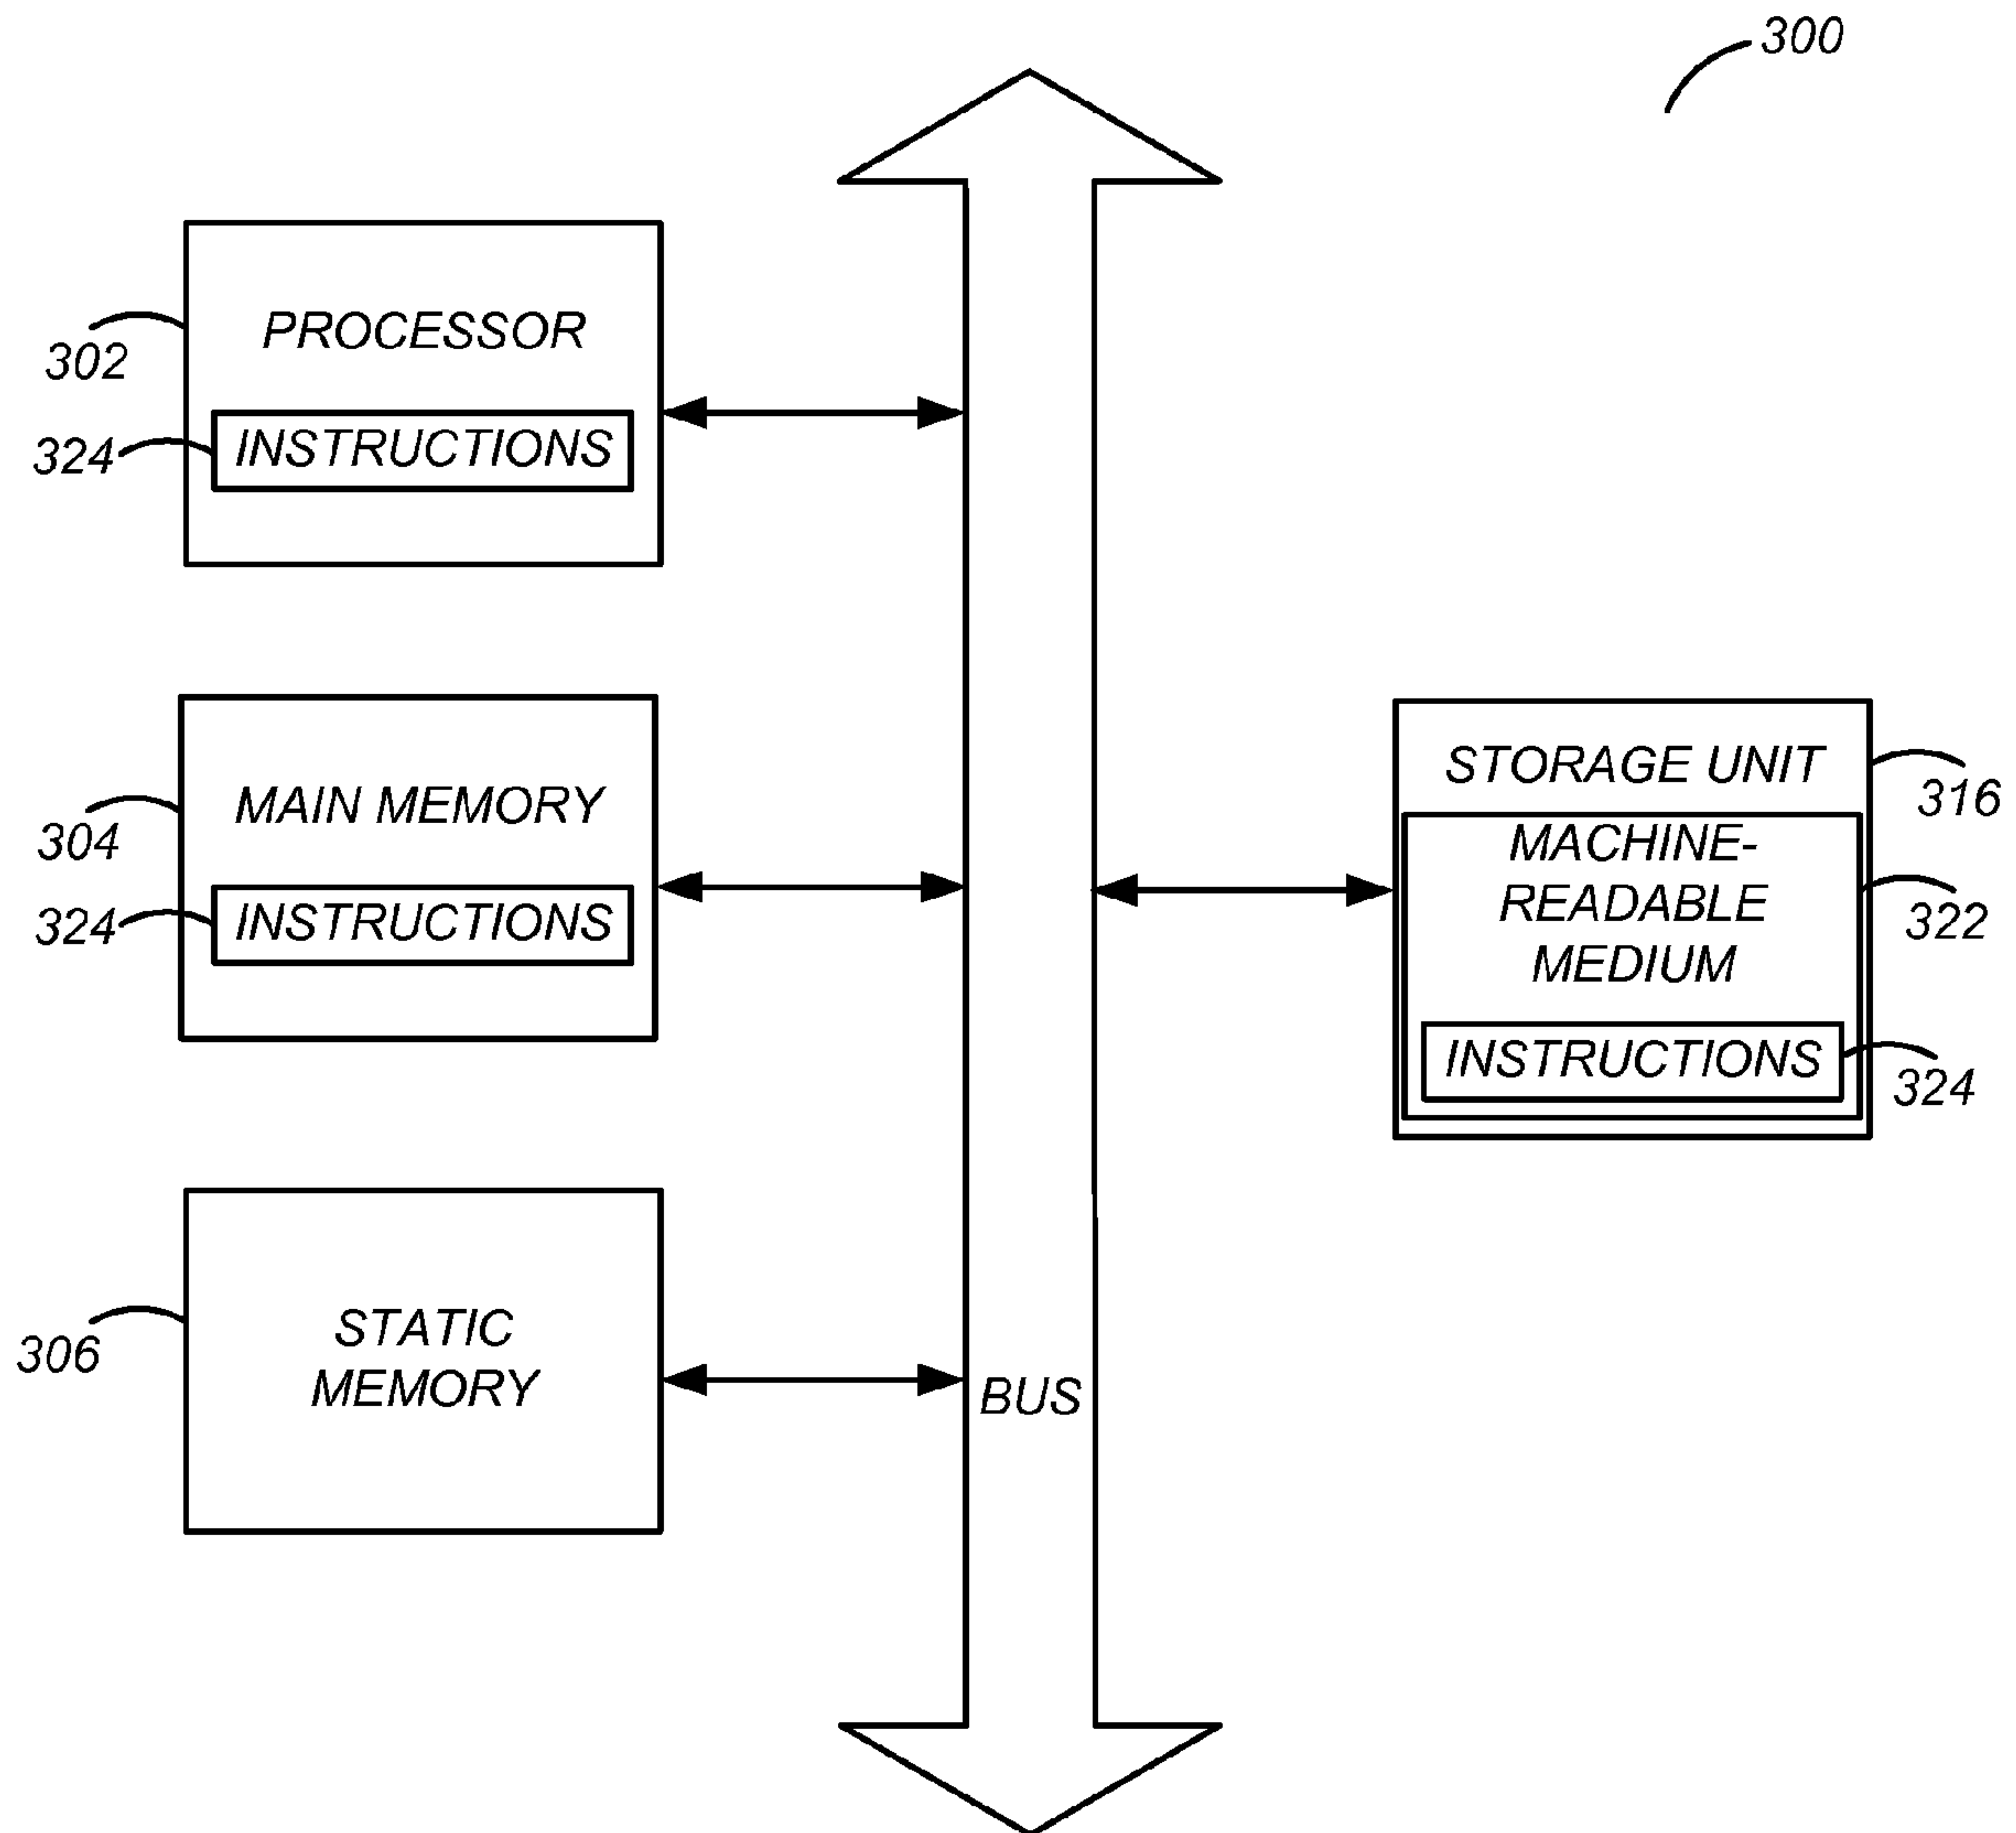 300
PROCESSOR
302
324
INSTRUCTIONS
MAIN MEMORY
304
324
INSTRUCTIONS
STORAGE UNIT
316
MACHINE-
READABLE
MEDIUM
322
INSTRUCTIONS
324
STATIC
MEMORY
306
BUS